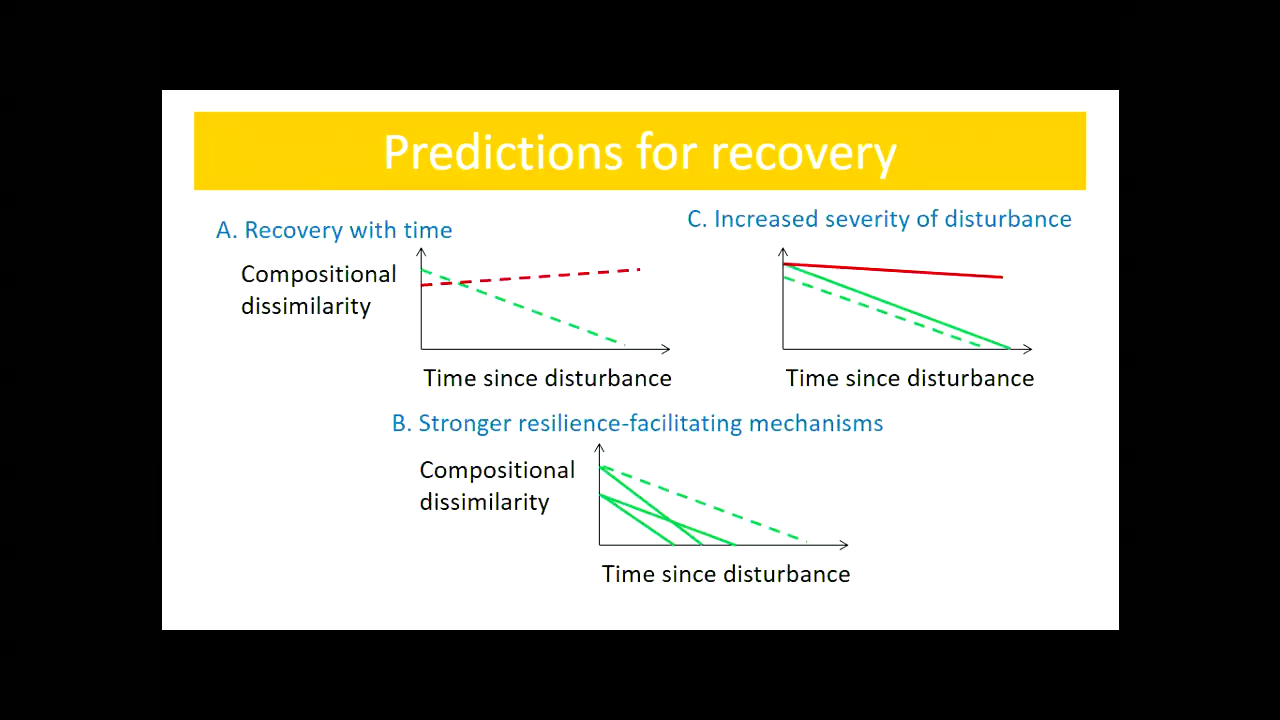 Predictions for recovery
A. Recovery with time
Compositional
dissimilarity
Time since disturbance
C. Increased severity of disturbance
Time since disturbance
B. Stronger resilience-facilitating mechanisms
Compositional
dissimilarity
Time since disturbance